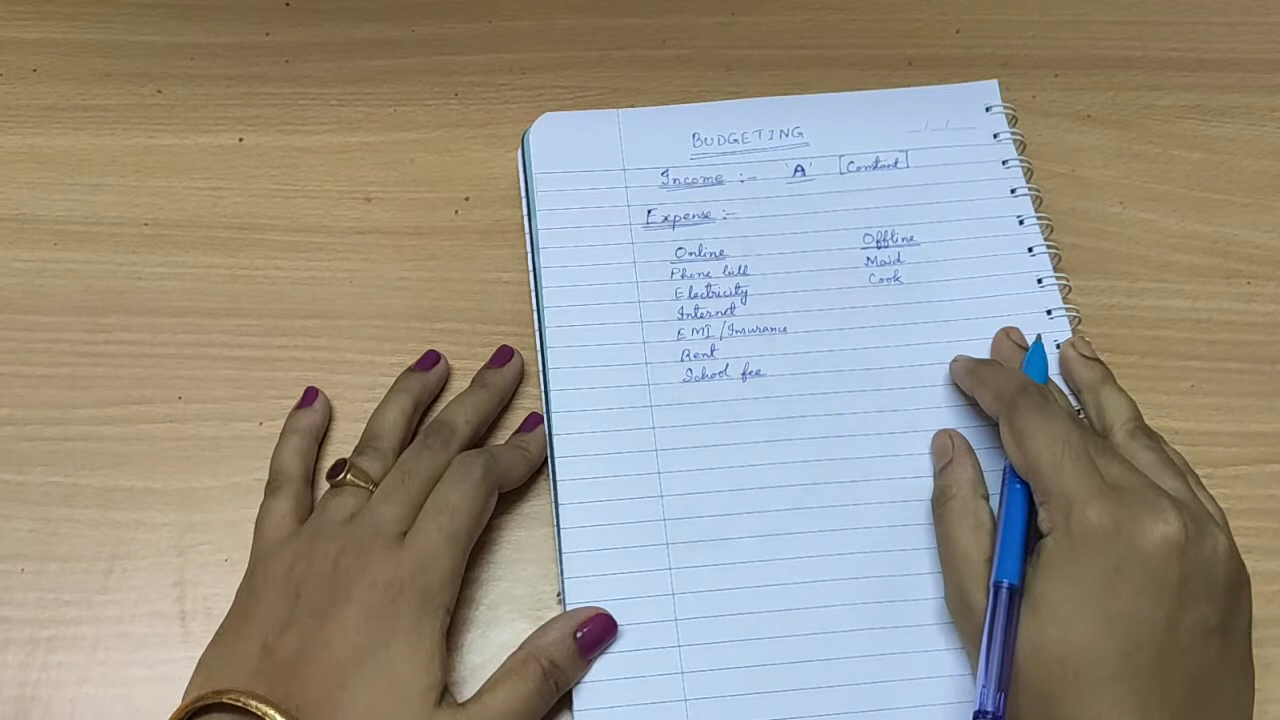 BUDGETING
_/_/_
Income :- 'A' [Constant]
Expense :-
Online Offline
Phone bill Maid
Electricity Cook
Internet
EMI/Insurance
Rent
School fee